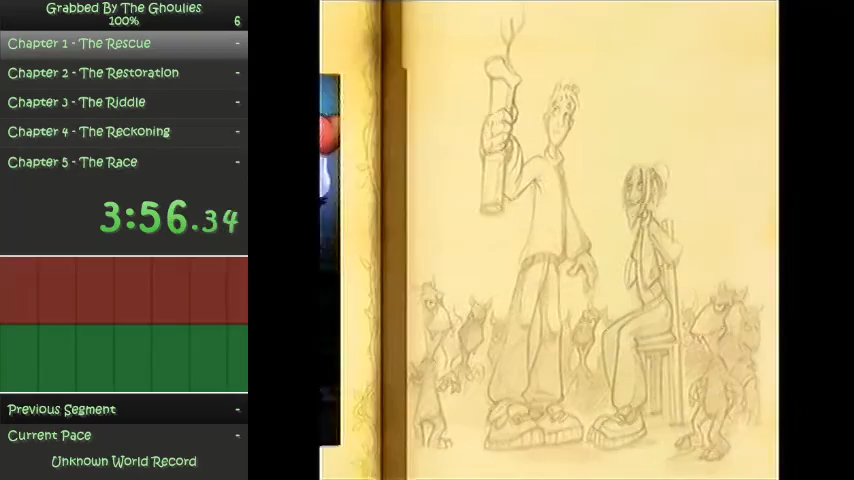 Grabbed By The Ghoulies
100%
6
Chapter 1 - The Rescue -
Chapter 2 - The Restoration -
Chapter 3 - The Riddle -
Chapter 4 - The Reckoning -
Chapter 5 - The Race -
3:56.34
Previous Segment -
Current Pace -
Unknown World Record